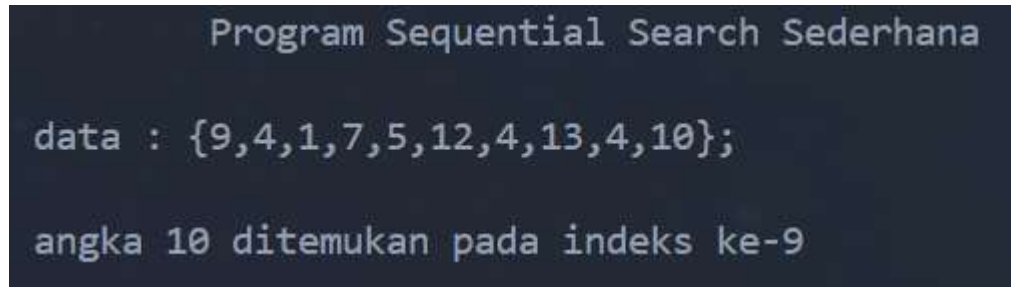 Program Sequential Search Sederhana
data : {9,4,1,7,5,12,4,13,4,10};
angka 10 ditemukan pada indeks ke-9